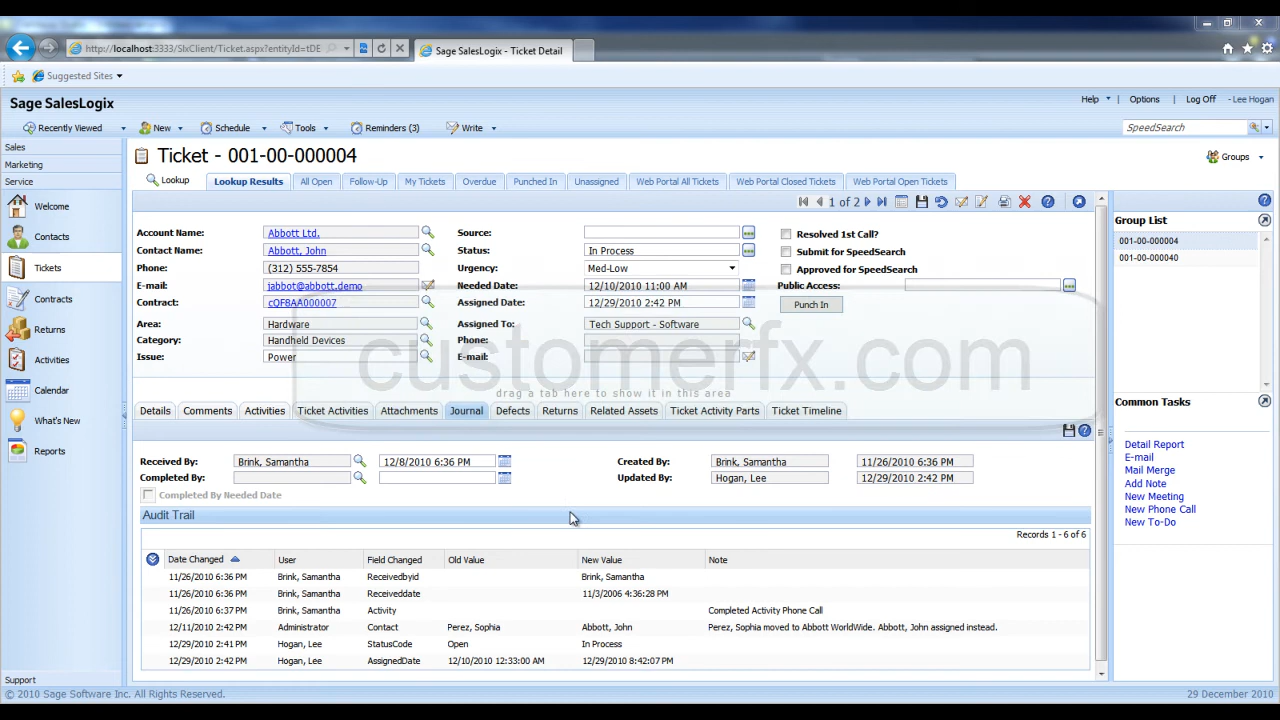 http://localhost:3333/SlxClient/Ticket.aspx?entityId=tDE
Sage SalesLogix - Ticket Detail
Suggested Sites
Sage SalesLogix
Help
Options
Log Off
- Lee Hogan
Recently Viewed
New
Schedule
Tools
Reminders (3)
Write
SpeedSearch
Sales
Marketing
Service
Welcome
Contacts
Tickets
Contracts
Returns
Activities
Calendar
What's New
Reports
Support
Ticket - 001-00-000004
Groups
Lookup
Lookup Results
All Open
Follow-Up
My Tickets
Overdue
Punched In
Unassigned
Web Portal All Tickets
Web Portal Closed Tickets
Web Portal Open Tickets
1 of 2
Account Name: Abbott Ltd.
Contact Name: Abbott, John
Phone: (312) 555-7854
E-mail: jabbot@abbott.demo
Contract: cQF8AA000007
Area: Hardware
Category: Handheld Devices
Issue: Power
Source:
Status: In Process
Urgency: Med-Low
Needed Date: 12/10/2010 11:00 AM
Assigned Date: 12/29/2010 2:42 PM
Assigned To: Tech Support - Software
Phone:
E-mail:
Resolved 1st Call?
Submit for SpeedSearch
Approved for SpeedSearch
Public Access:
Punch In
customerfx.com
drag a tab here to show it in this area
Details
Comments
Activities
Ticket Activities
Attachments
Journal
Defects
Returns
Related Assets
Ticket Activity Parts
Ticket Timeline
Received By: Brink, Samantha 12/8/2010 6:36 PM
Completed By:
Completed By Needed Date
Created By: Brink, Samantha 11/26/2010 6:36 PM
Updated By: Hogan, Lee 12/29/2010 2:42 PM
Audit Trail
Records 1 - 6 of 6
Date Changed User Field Changed Old Value New Value Note
11/26/2010 6:36 PM Brink, Samantha Receivedbyid Brink, Samantha
11/26/2010 6:36 PM Brink, Samantha Receiveddate 11/3/2006 4:36:28 PM
11/26/2010 6:37 PM Brink, Samantha Activity Completed Activity Phone Call
12/11/2010 2:42 PM Administrator Contact Perez, Sophia Abbott, John Perez, Sophia moved to Abbott WorldWide. Abbott, John assigned instead.
12/29/2010 2:41 PM Hogan, Lee StatusCode Open In Process
12/29/2010 2:42 PM Hogan, Lee AssignedDate 12/10/2010 12:33:00 AM 12/29/2010 8:42:07 PM
Group List
001-00-000004
001-00-000040
Common Tasks
Detail Report
E-mail
Mail Merge
Add Note
New Meeting
New Phone Call
New To-Do
© 2010 Sage Software Inc. All Rights Reserved.
29 December 2010